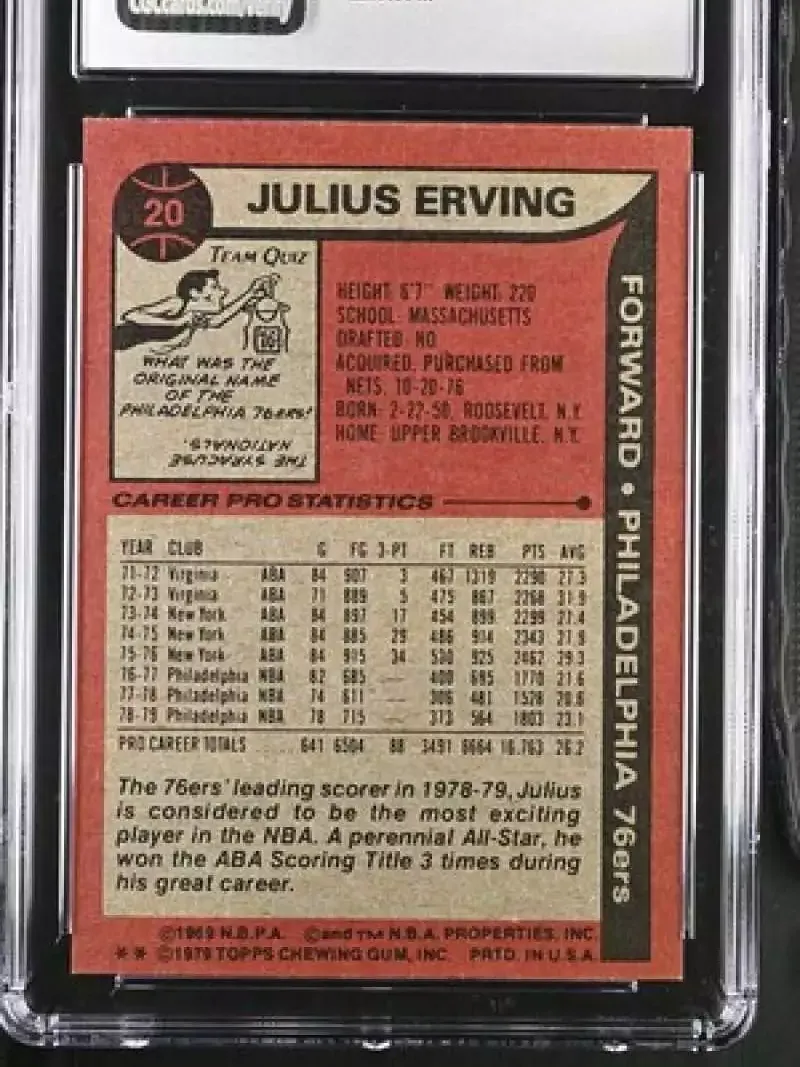 CGCcards.com/verify
20
JULIUS ERVING
TEAM QUIZ
WHAT WAS THE
ORIGINAL NAME
OF THE
PHILADELPHIA 76ERS?
THE SYRACUSE
NATIONALS.
HEIGHT: 6'7" WEIGHT: 220
SCHOOL: MASSACHUSETTS
DRAFTED: NO
ACQUIRED: PURCHASED FROM
NETS, 10-20-76
BORN: 2-22-50, ROOSEVELT, N.Y.
HOME: UPPER BROOKVILLE, N.Y.
FORWARD • PHILADELPHIA 76ers
CAREER PRO STATISTICS
YEAR CLUB G FG 3-PT FT REB PTS AVG
71-72 Virginia ABA 84 907 3 467 1319 2290 27.3
72-73 Virginia ABA 71 889 5 475 867 2268 31.9
73-74 New York ABA 84 897 17 454 899 2299 27.4
74-75 New York ABA 84 885 29 486 914 2343 27.9
75-76 New York ABA 84 915 34 530 925 2462 29.3
76-77 Philadelphia NBA 82 685 — 400 695 1770 21.6
77-78 Philadelphia NBA 74 611 — 306 481 1528 20.6
78-79 Philadelphia NBA 78 715 — 373 564 1803 23.1
PRO CAREER TOTALS 641 6504 88 3491 6664 16,763 26.2
The 76ers' leading scorer in 1978-79, Julius
is considered to be the most exciting
player in the NBA. A perennial All-Star, he
won the ABA Scoring Title 3 times during
his great career.
©1969 N.B.P.A. ©and TM N.B.A. PROPERTIES, INC.
** ©1979 TOPPS CHEWING GUM, INC. PRTD. IN U.S.A.